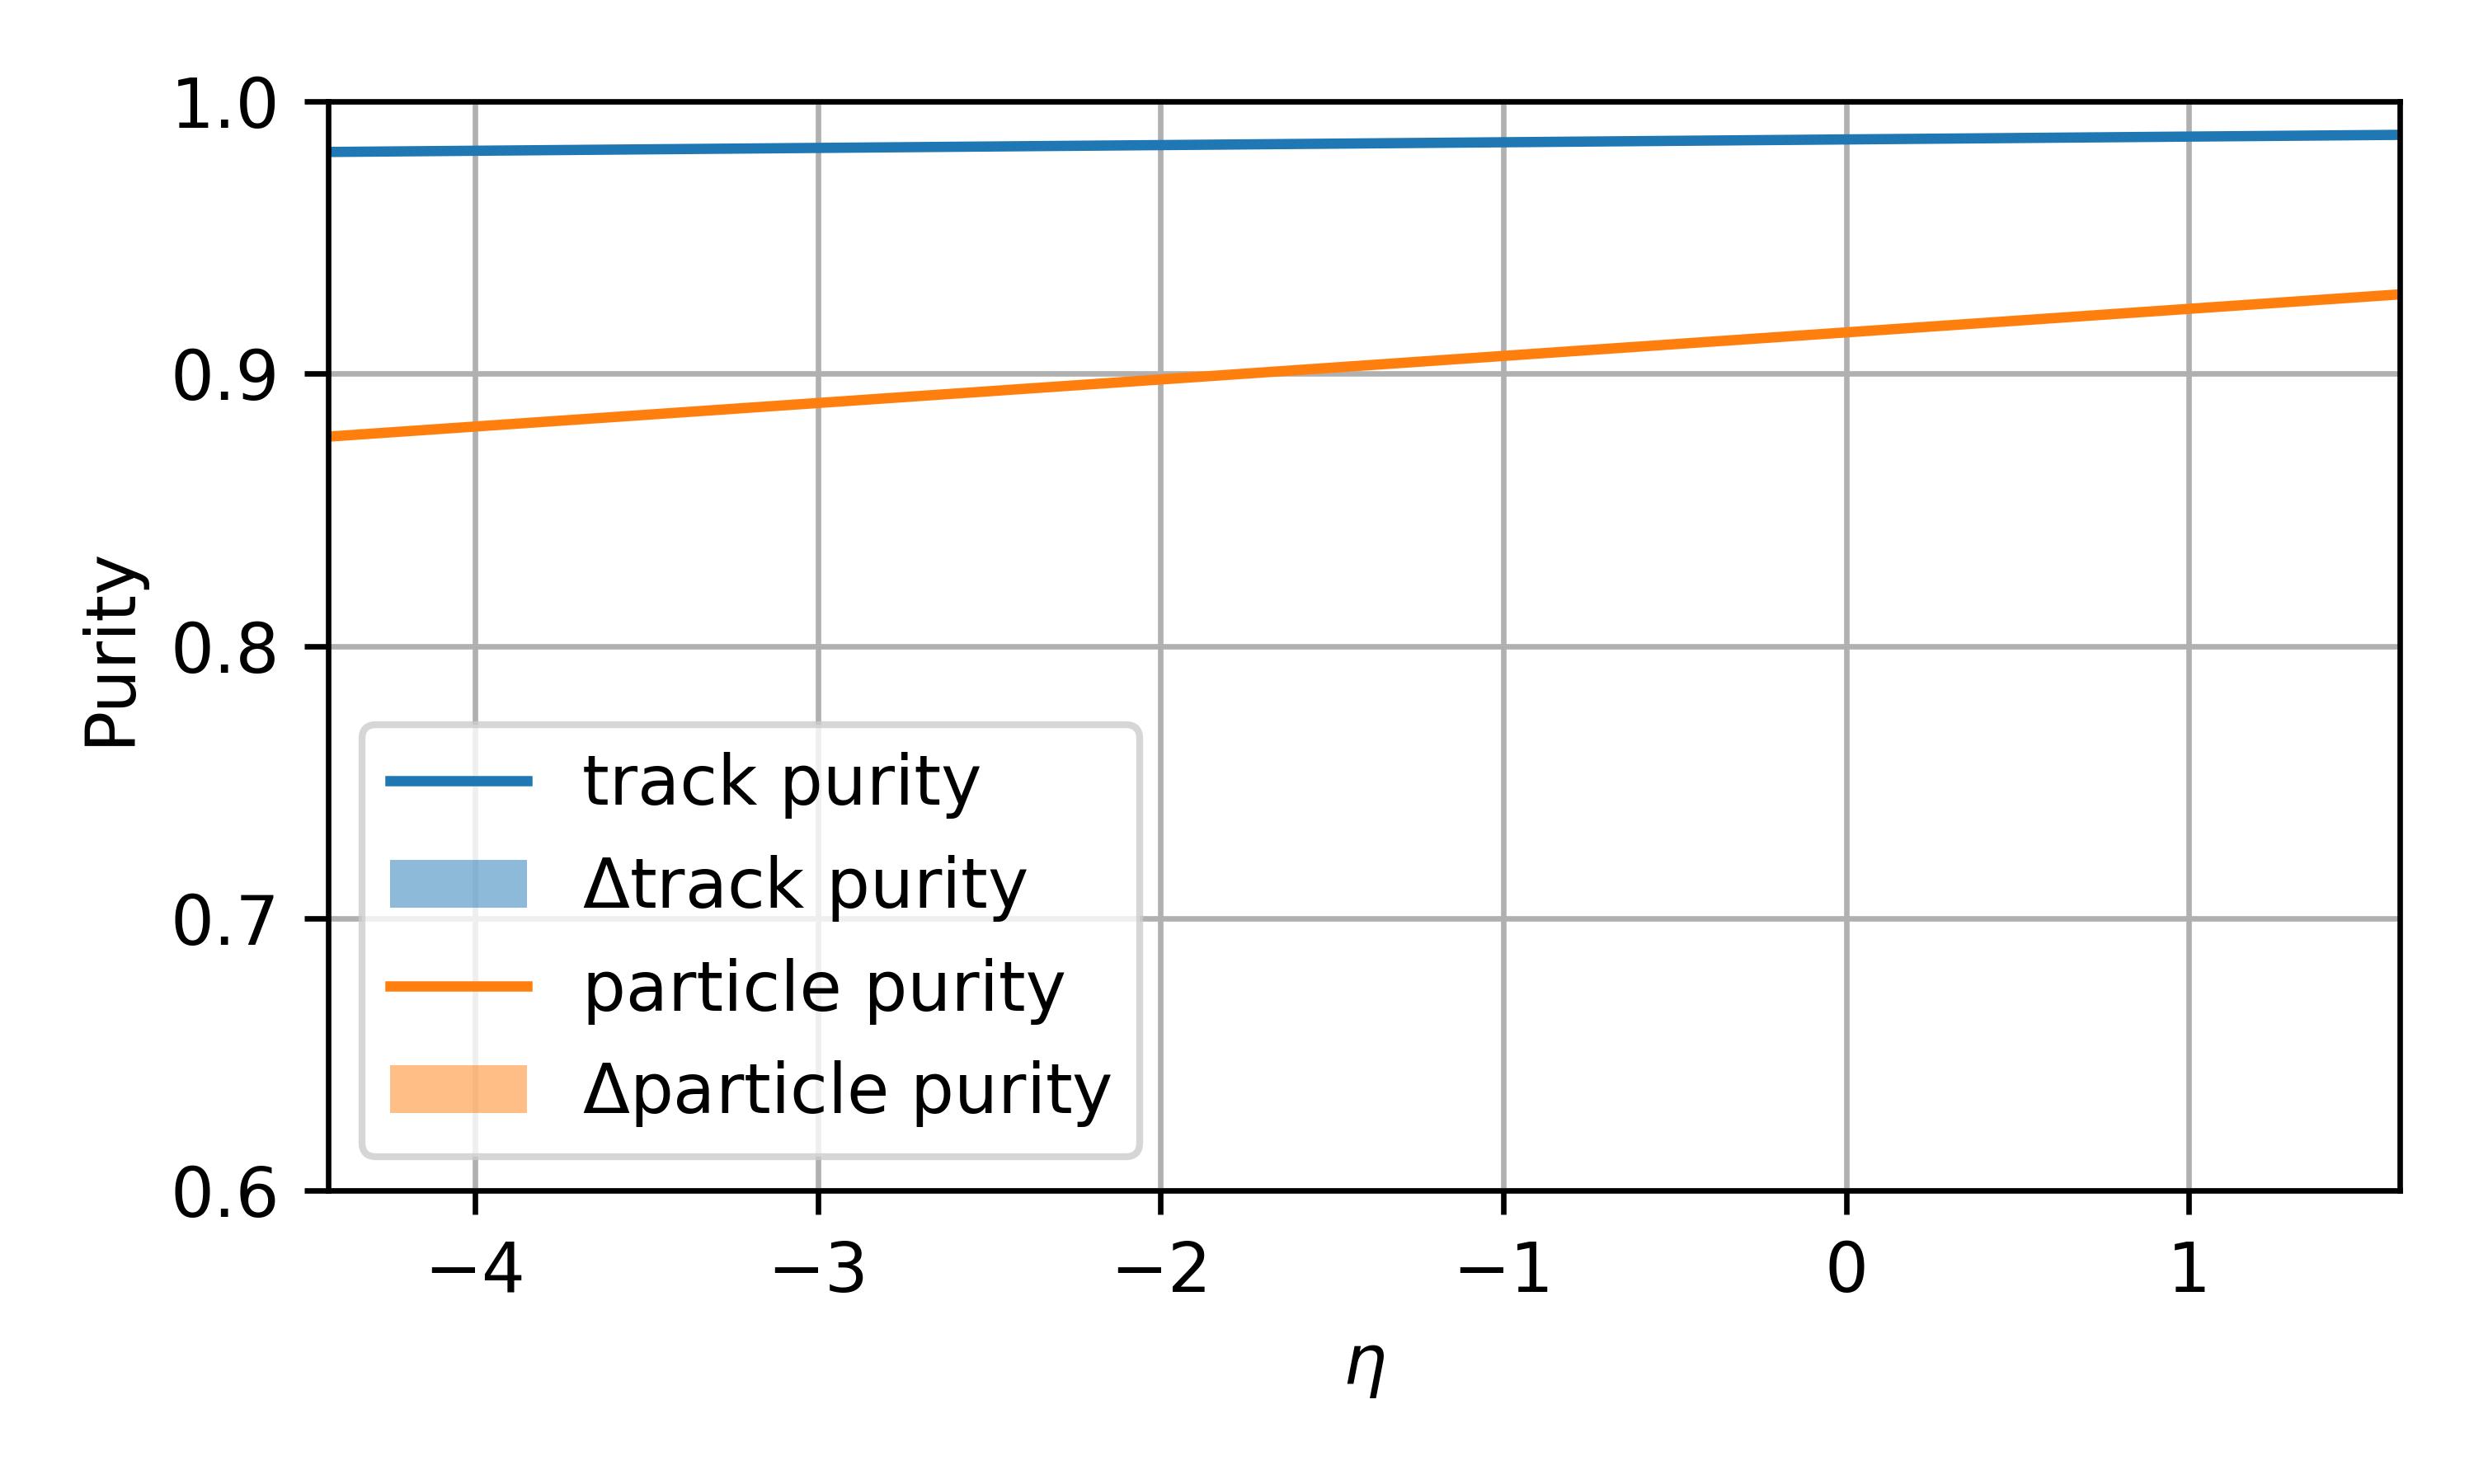 1.0
0.9
0.8
0.7
0.6
Purity
track purity
Δtrack purity
particle purity
Δparticle purity
−4 −3 −2 −1 0 1
η